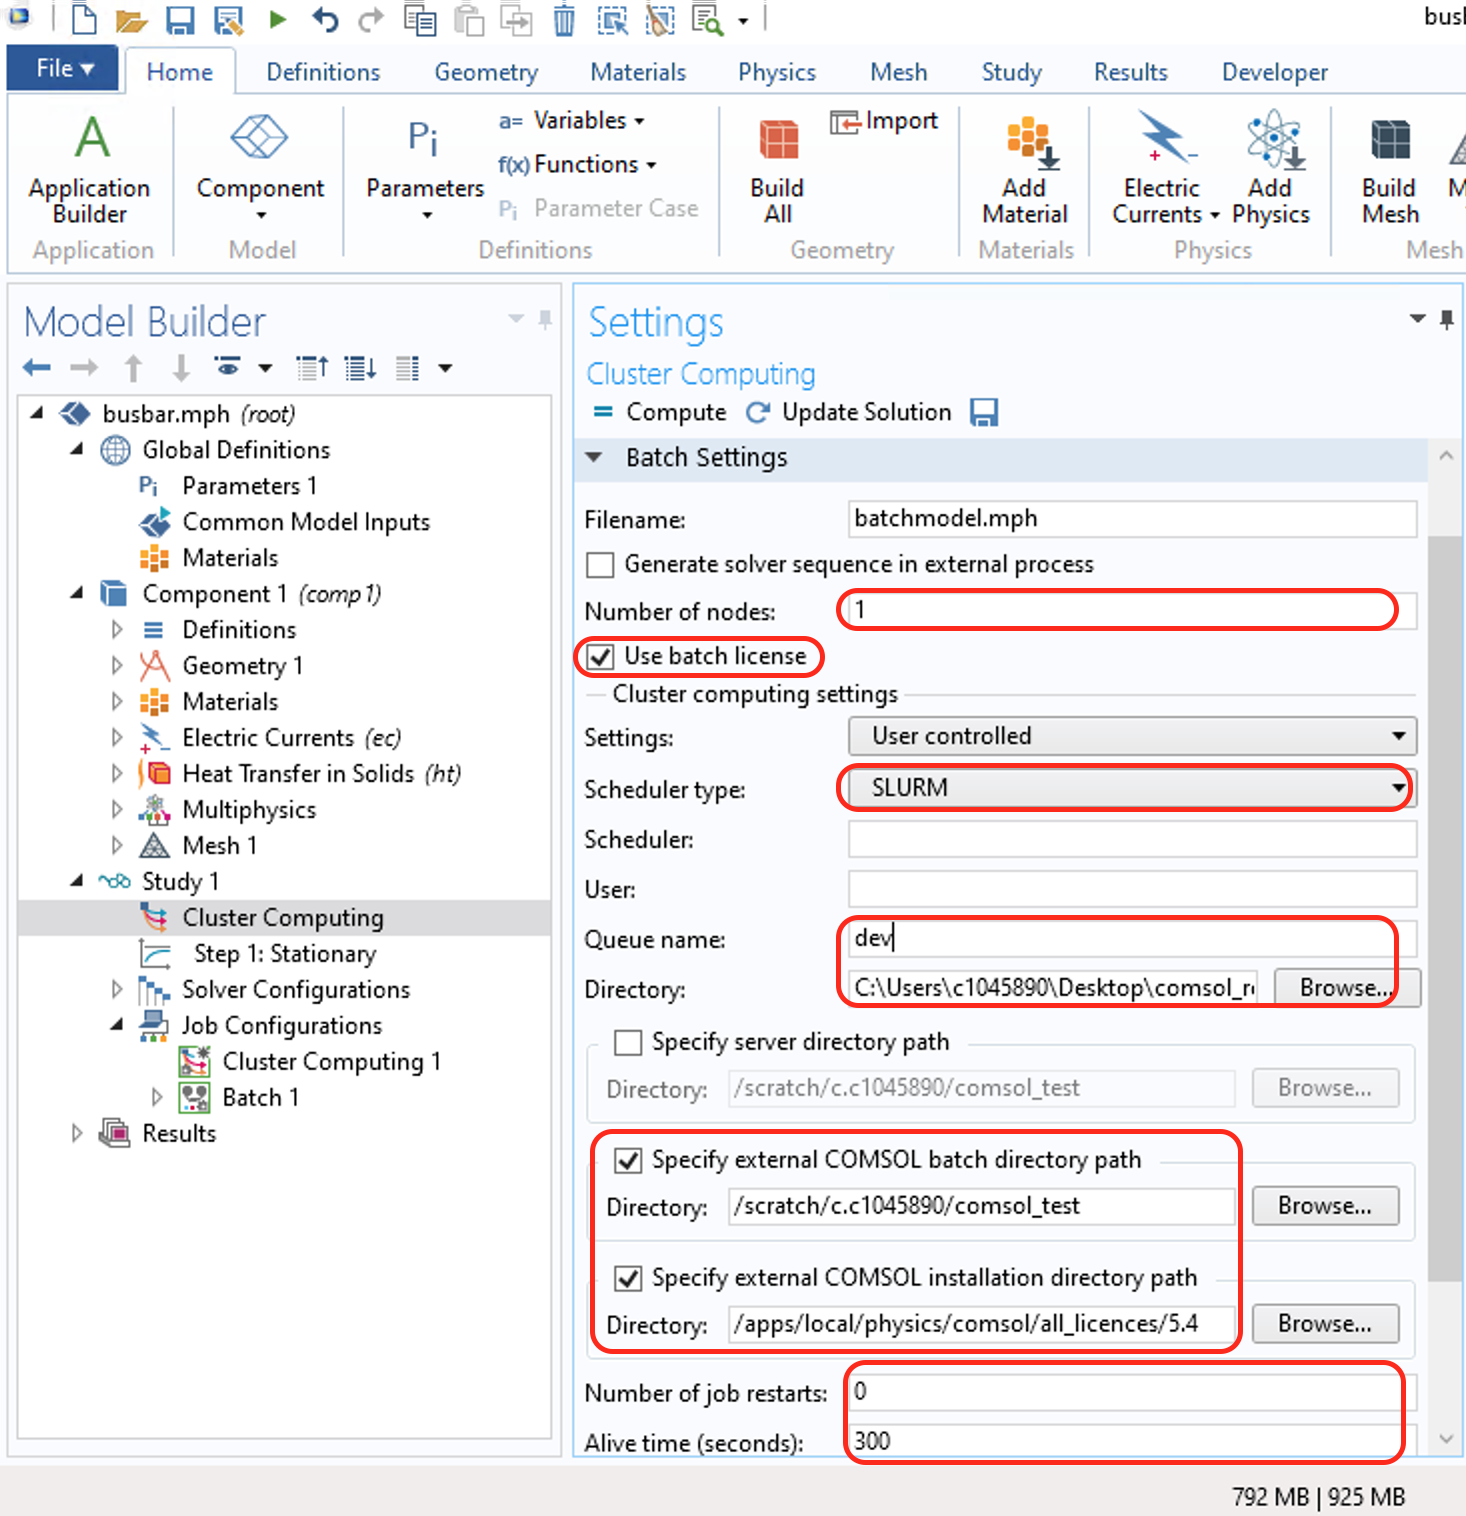 File
Home
Definitions
Geometry
Materials
Physics
Mesh
Study
Results
Developer
Application Builder
Application
Component
Model
Pi
Parameters
a= Variables
f(x) Functions
Pi Parameter Case
Definitions
Build All
Import
Geometry
Add Material
Materials
Electric Currents
Add Physics
Physics
Build Mesh
Mesh
Model Builder
busbar.mph (root)
Global Definitions
Pi Parameters 1
Common Model Inputs
Materials
Component 1 (comp1)
Definitions
Geometry 1
Materials
Electric Currents (ec)
Heat Transfer in Solids (ht)
Multiphysics
Mesh 1
Study 1
Cluster Computing
Step 1: Stationary
Solver Configurations
Job Configurations
Cluster Computing 1
Batch 1
Results
Settings
Cluster Computing
= Compute Update Solution
Batch Settings
Filename: batchmodel.mph
Generate solver sequence in external process
Number of nodes: 1
Use batch license
Cluster computing settings
Settings: User controlled
Scheduler type: SLURM
Scheduler:
User:
Queue name: dev
Directory: C:\Users\c1045890\Desktop\comsol_r Browse...
Specify server directory path
Directory: /scratch/c.c1045890/comsol_test Browse...
Specify external COMSOL batch directory path
Directory: /scratch/c.c1045890/comsol_test Browse...
Specify external COMSOL installation directory path
Directory: /apps/local/physics/comsol/all_licences/5.4 Browse...
Number of job restarts: 0
Alive time (seconds): 300
792 MB | 925 MB